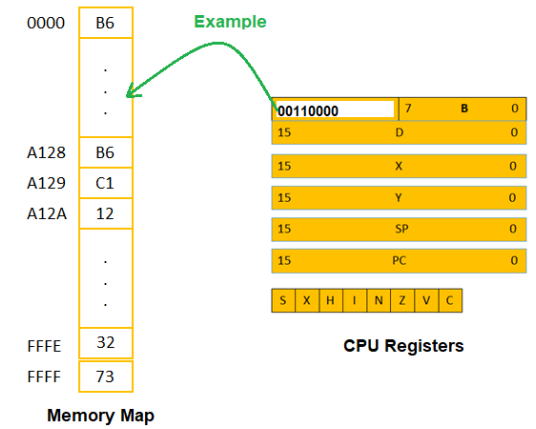 0000 B6 Example
.
.
.
00110000 7 B 0
15 D 0
A128 B6
15 X 0
A129 C1
15 Y 0
A12A 12
15 SP 0
.
15 PC 0
.
.
S X H I N Z V C
FFFE 32
CPU Registers
FFFF 73
Memory Map